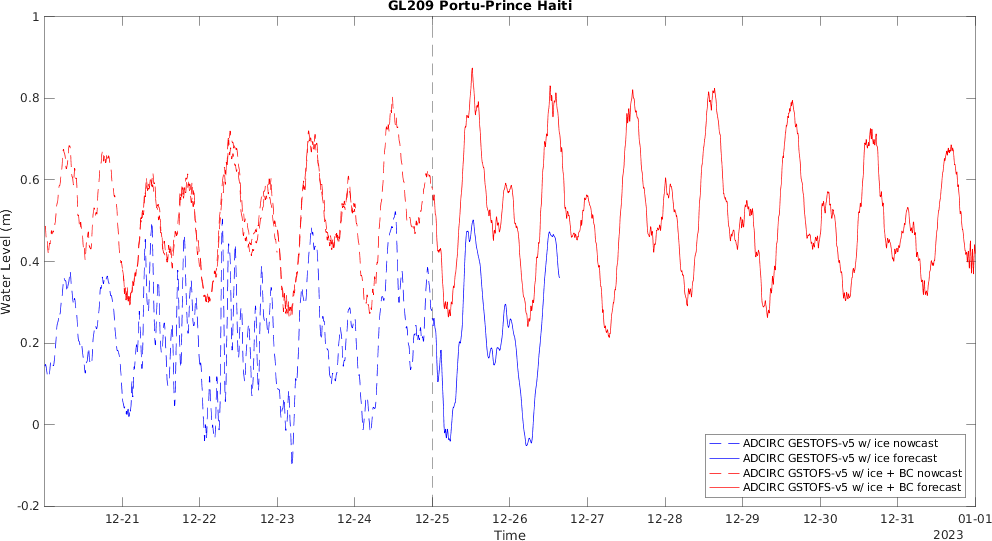 GL209 Portu-Prince Haiti
1
0.8
0.6
0.4
0.2
0
-0.2
Water Level (m)
12-21 12-22 12-23 12-24 12-25 12-26 12-27 12-28 12-29 12-30 12-31 01-01
Time
2023
ADCIRC GESTOFS-v5 w/ ice nowcast
ADCIRC GESTOFS-v5 w/ ice forecast
ADCIRC GSTOFS-v5 w/ ice + BC nowcast
ADCIRC GSTOFS-v5 w/ ice + BC forecast